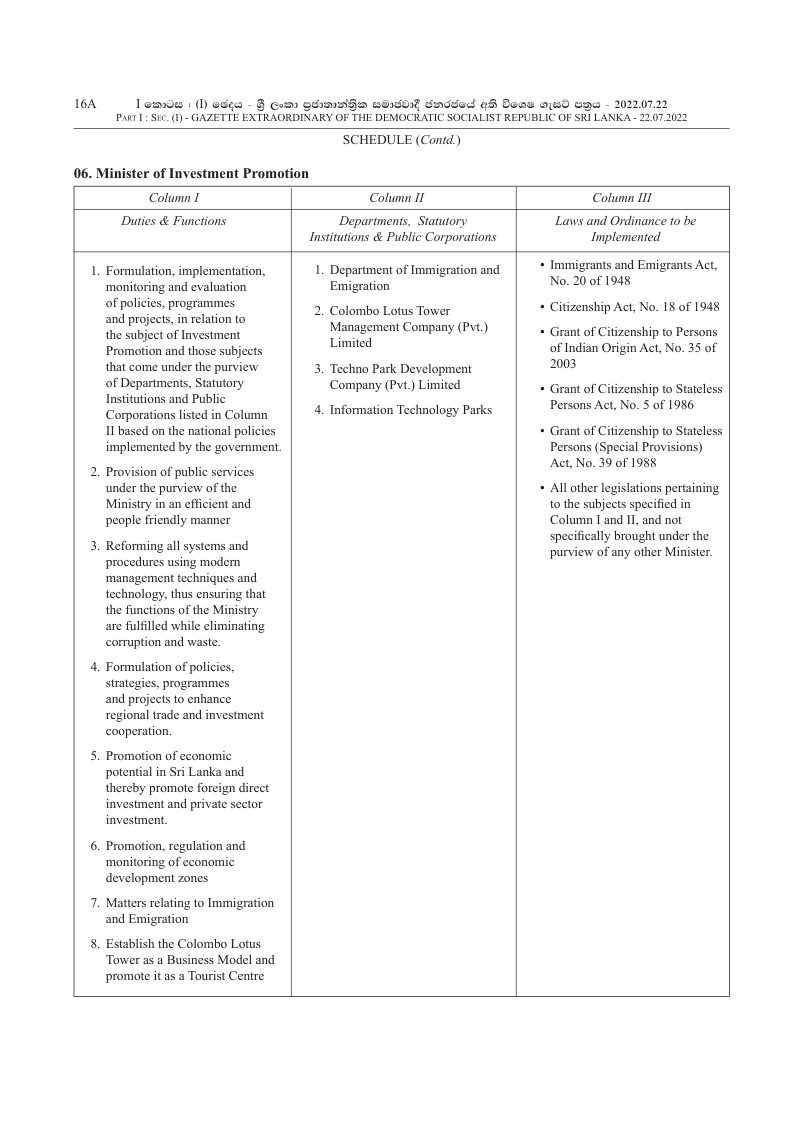 16A I කොටස : (I) ඡෙදය - ශ්‍රී ලංකා ප්‍රජාතාන්ත්‍රික සමාජවාදී ජනරජයේ අති විශෙෂ ගැසට් පත්‍රය - 2022.07.22
PART I : SEC. (I) - GAZETTE EXTRAORDINARY OF THE DEMOCRATIC SOCIALIST REPUBLIC OF SRI LANKA - 22.07.2022
SCHEDULE (Contd.)
06. Minister of Investment Promotion
Column I
Duties & Functions
1. Formulation, implementation,
monitoring and evaluation
of policies, programmes
and projects, in relation to
the subject of Investment
Promotion and those subjects
that come under the purview
of Departments, Statutory
Institutions and Public
Corporations listed in Column
II based on the national policies
implemented by the government.
2. Provision of public services
under the purview of the
Ministry in an efficient and
people friendly manner
3. Reforming all systems and
procedures using modern
management techniques and
technology, thus ensuring that
the functions of the Ministry
are fulfilled while eliminating
corruption and waste.
4. Formulation of policies,
strategies, programmes
and projects to enhance
regional trade and investment
cooperation.
5. Promotion of economic
potential in Sri Lanka and
thereby promote foreign direct
investment and private sector
investment.
6. Promotion, regulation and
monitoring of economic
development zones
7. Matters relating to Immigration
and Emigration
8. Establish the Colombo Lotus
Tower as a Business Model and
promote it as a Tourist Centre
Column II
Departments, Statutory
Institutions & Public Corporations
1. Department of Immigration and
Emigration
2. Colombo Lotus Tower
Management Company (Pvt.)
Limited
3. Techno Park Development
Company (Pvt.) Limited
4. Information Technology Parks
Column III
Laws and Ordinance to be
Implemented
• Immigrants and Emigrants Act,
No. 20 of 1948
• Citizenship Act, No. 18 of 1948
• Grant of Citizenship to Persons
of Indian Origin Act, No. 35 of
2003
• Grant of Citizenship to Stateless
Persons Act, No. 5 of 1986
• Grant of Citizenship to Stateless
Persons (Special Provisions)
Act, No. 39 of 1988
• All other legislations pertaining
to the subjects specified in
Column I and II, and not
specifically brought under the
purview of any other Minister.